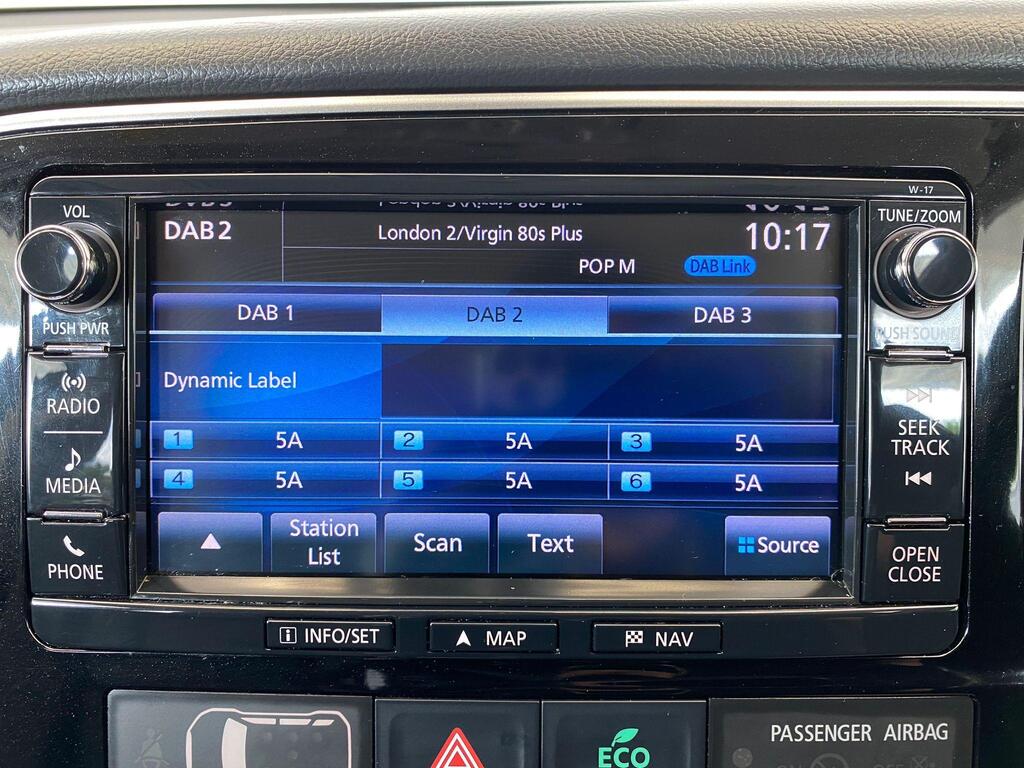 W-17
VOL
PUSH PWR
RADIO
MEDIA
PHONE
DAB2
London 2/Virgin 80s Plus
10:17
POP M
DAB Link
DAB 1
DAB 2
DAB 3
Dynamic Label
1 5A
2 5A
3 5A
4 5A
5 5A
6 5A
Station
List
Scan
Text
Source
TUNE/ZOOM
PUSH SOUND
SEEK
TRACK
OPEN
CLOSE
INFO/SET
MAP
NAV
ECO
PASSENGER AIRBAG